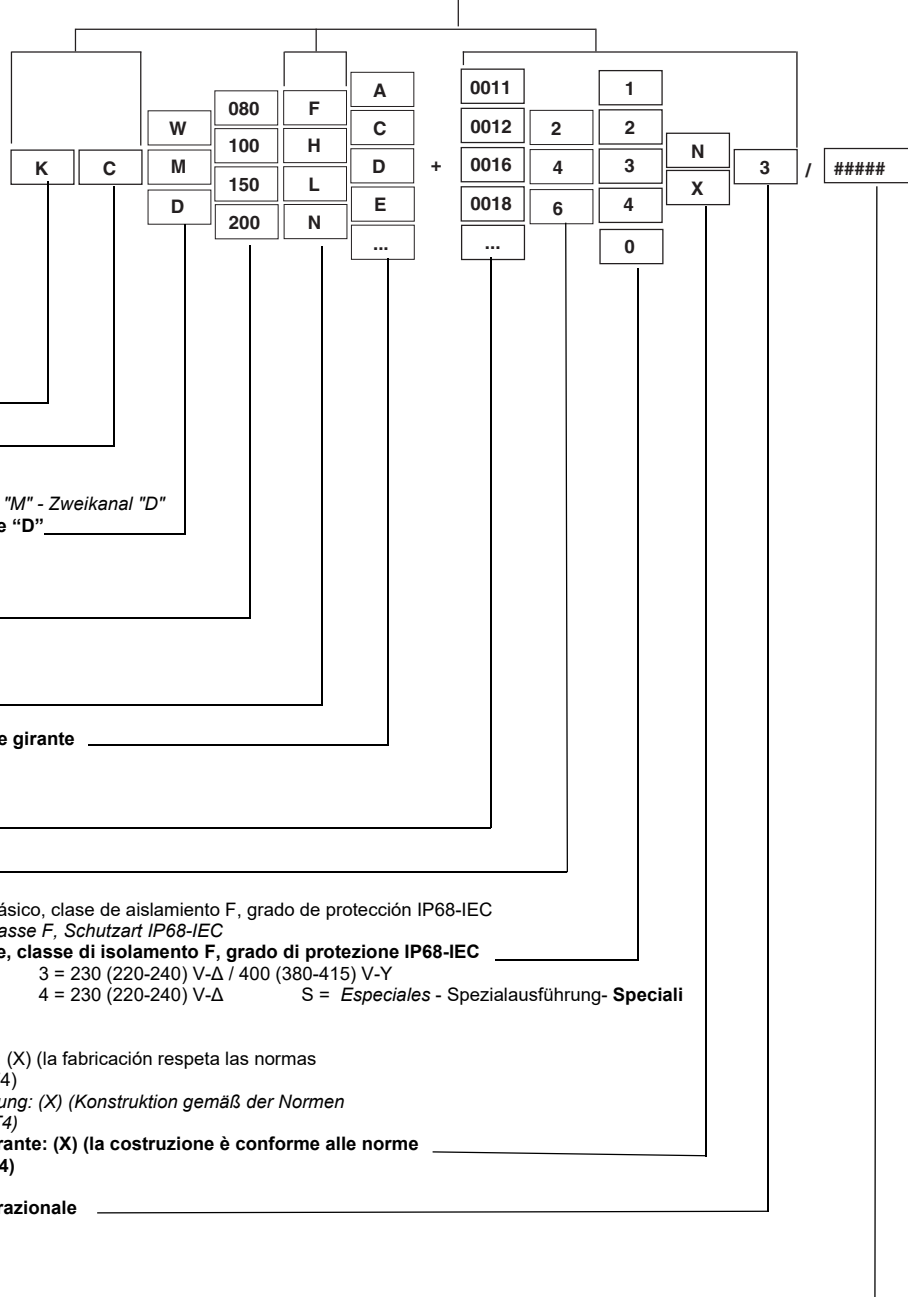 A
0011
1
080
F
W
C
0012
2
2
100
H
N
K
C
M
D
+
0016
4
3
3
/
#####
150
L
X
D
E
0018
6
4
200
N
...
...
0
"M" - Zweikanal "D"
e “D”
e girante
ásico, clase de aislamiento F, grado de protección IP68-IEC
asse F, Schutzart IP68-IEC
e, classe di isolamento F, grado di protezione IP68-IEC
3 = 230 (220-240) V-Δ / 400 (380-415) V-Y
4 = 230 (220-240) V-Δ S = Especiales - Spezialausführung- Speciali
(X) (la fabricación respeta las normas
4)
ung: (X) (Konstruktion gemäß der Normen
T4)
rante: (X) (la costruzione è conforme alle norme
4)
razionale